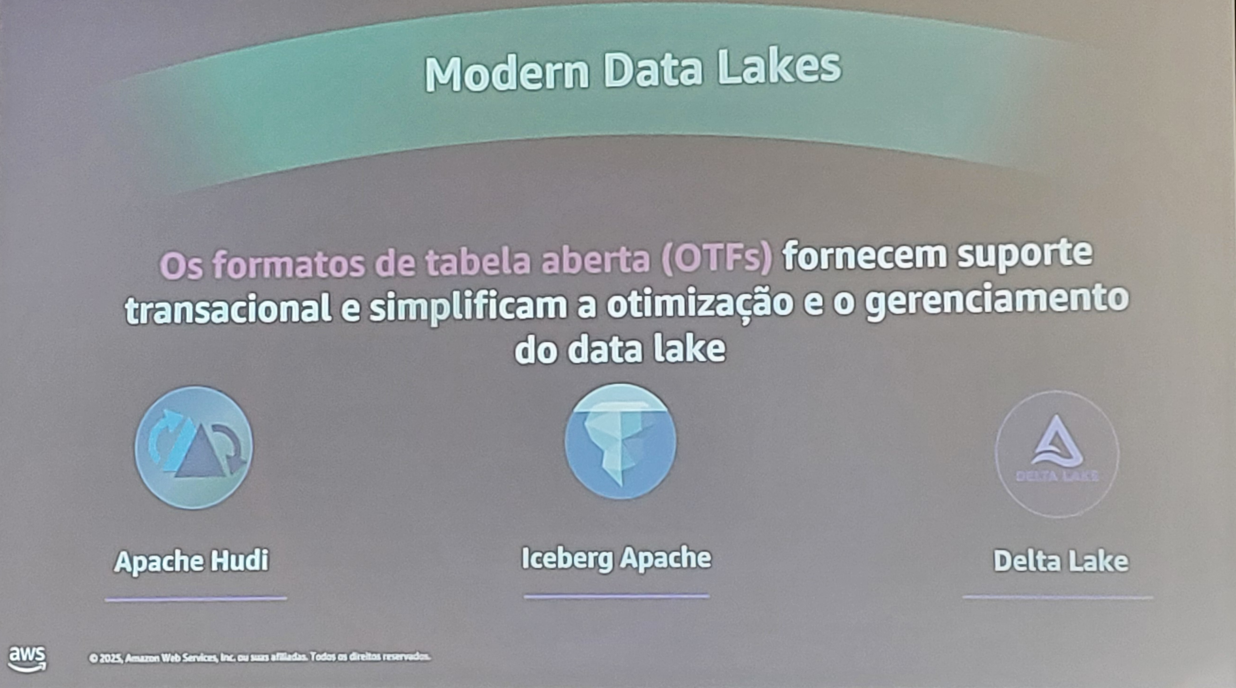 Modern Data Lakes
Os formatos de tabela aberta (OTFs) fornecem suporte
transacional e simplificam a otimização e o gerenciamento
do data lake
DELTA LAKE
Apache Hudi
Iceberg Apache
Delta Lake
aws
© 2025, Amazon Web Services, Inc. ou suas afiliadas. Todos os direitos reservados.